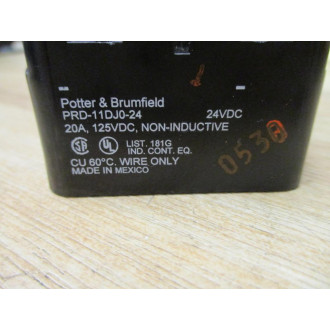 Potter & Brumfield
PRD-11DJ0-24 24VDC
20A, 125VDC, NON-INDUCTIVE
LIST. 181G
IND. CONT. EQ.
CU 60°C. WIRE ONLY
MADE IN MEXICO